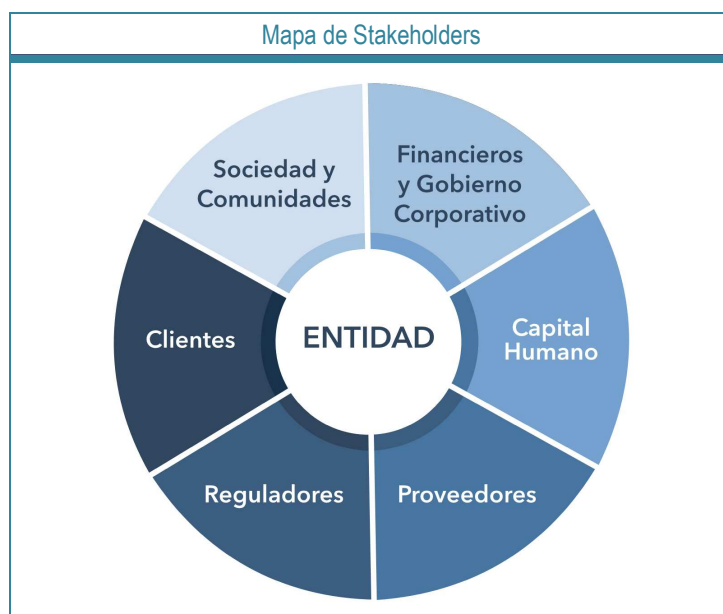 Mapa de Stakeholders
Sociedad y
Comunidades
Financieros
y Gobierno
Corporativo
Clientes
ENTIDAD
Capital
Humano
Reguladores
Proveedores